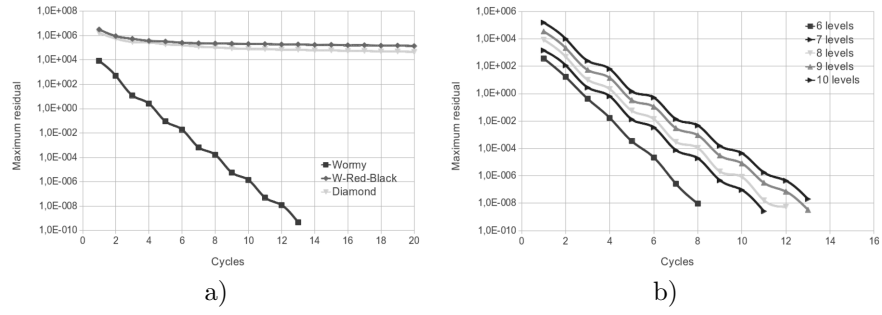 1,0E+008
1,0E+006
1,0E+004
1,0E+002
1,0E+000
1,0E-002
1,0E-004
1,0E-006
1,0E-008
1,0E-010
Maximum residual
0 2 4 6 8 10 12 14 16 18 20
Cycles
Wormy
W-Red-Black
Diamond
a)
1,0E+006
1,0E+004
1,0E+002
1,0E+000
1,0E-002
1,0E-004
1,0E-006
1,0E-008
1,0E-010
Maximum residual
0 2 4 6 8 10 12 14 16
Cycles
6 levels
7 levels
8 levels
9 levels
10 levels
b)